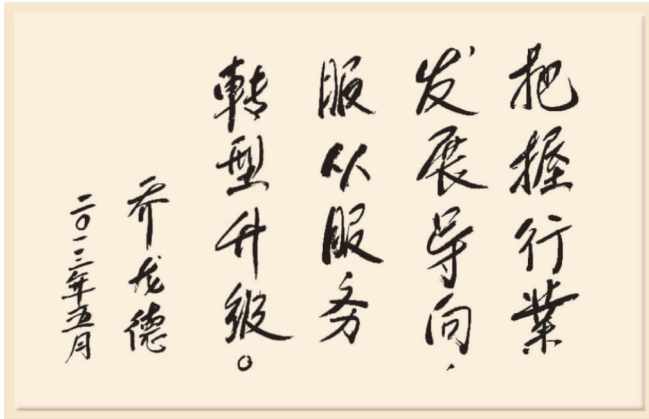 把握行業
发展导向，
服从服务
轉型升级。
乔龙德
二〇一三年五月